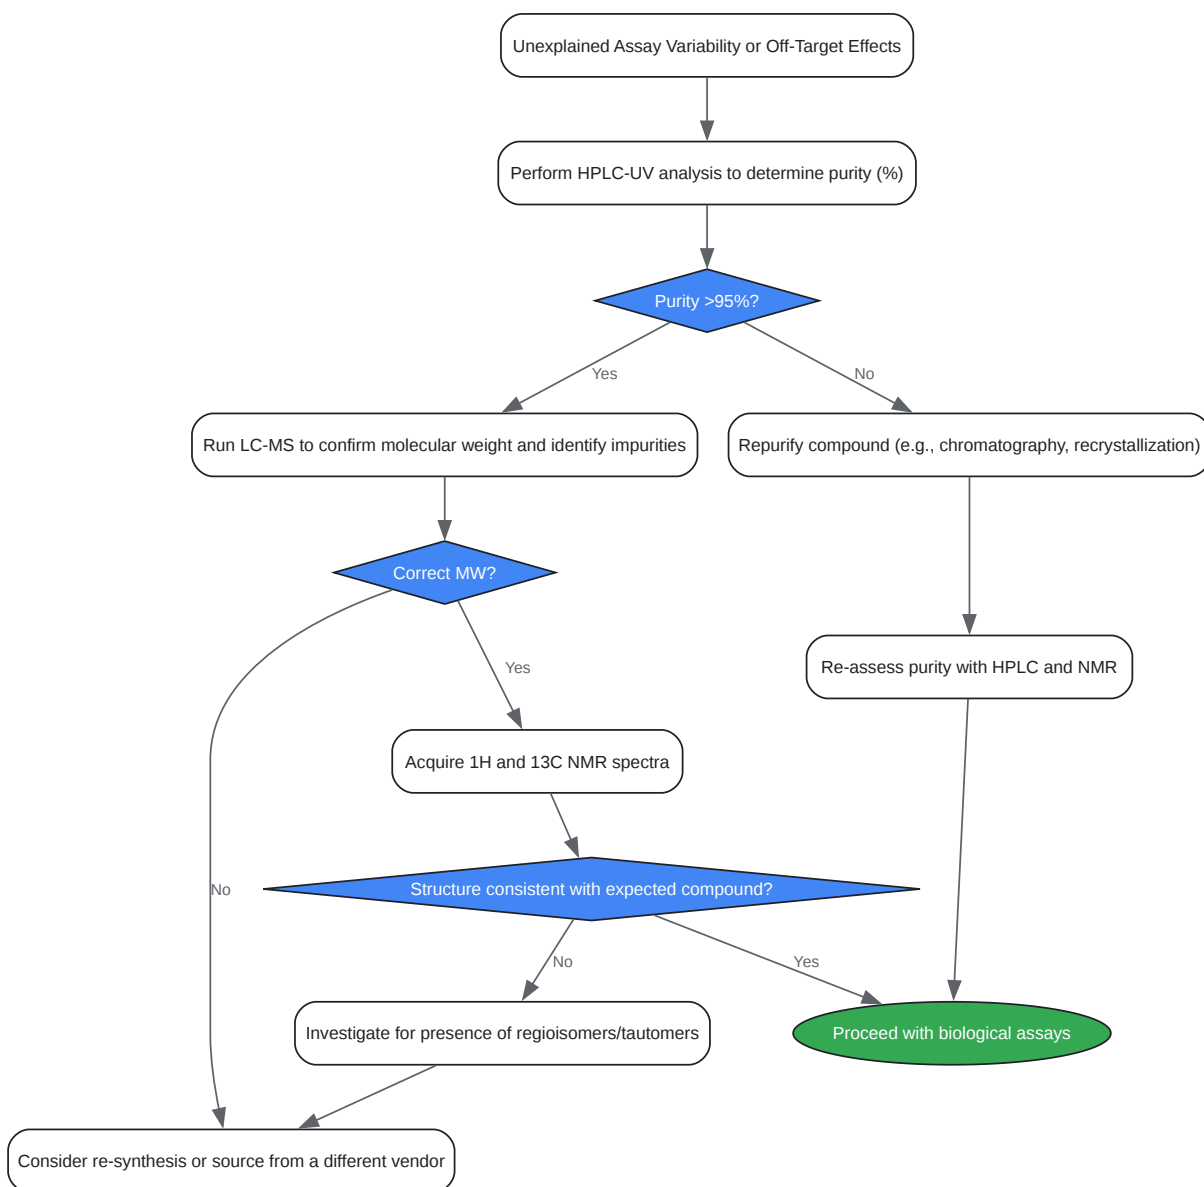 Unexplained Assay Variability or Off-Target Effects
Perform HPLC-UV analysis to determine purity (%)
Purity >95%?
Yes
No
Run LC-MS to confirm molecular weight and identify impurities
Repurify compound (e.g., chromatography, recrystallization)
Correct MW?
Yes
Re-assess purity with HPLC and NMR
Acquire 1H and 13C NMR spectra
No
Structure consistent with expected compound?
No
Yes
Investigate for presence of regioisomers/tautomers
Proceed with biological assays
Consider re-synthesis or source from a different vendor